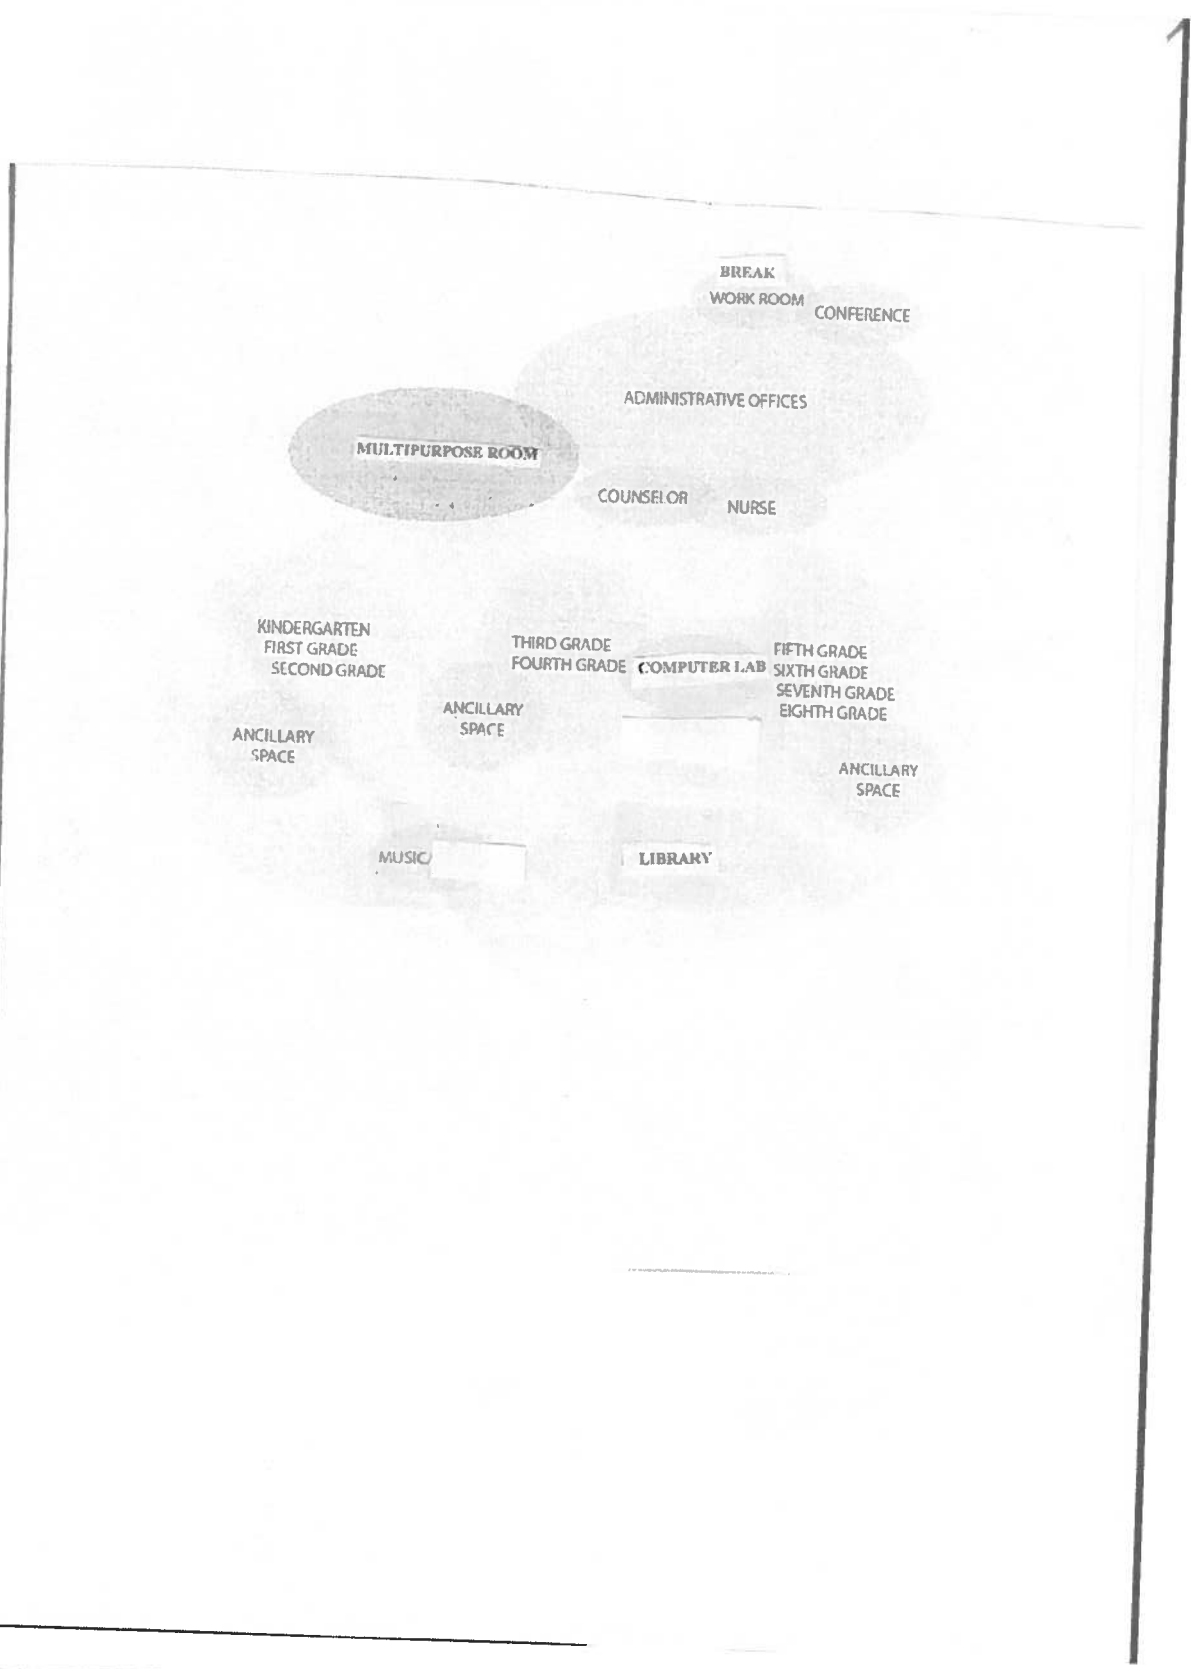 BREAK
WORK ROOM
CONFERENCE
ADMINISTRATIVE OFFICES
MULTIPURPOSE ROOM
COUNSELOR
NURSE
KINDERGARTEN
FIRST GRADE
SECOND GRADE
THIRD GRADE
FOURTH GRADE
COMPUTER LAB
FIFTH GRADE
SIXTH GRADE
SEVENTH GRADE
EIGHTH GRADE
ANCILLARY
SPACE
ANCILLARY
SPACE
ANCILLARY
SPACE
MUSIC/
LIBRARY